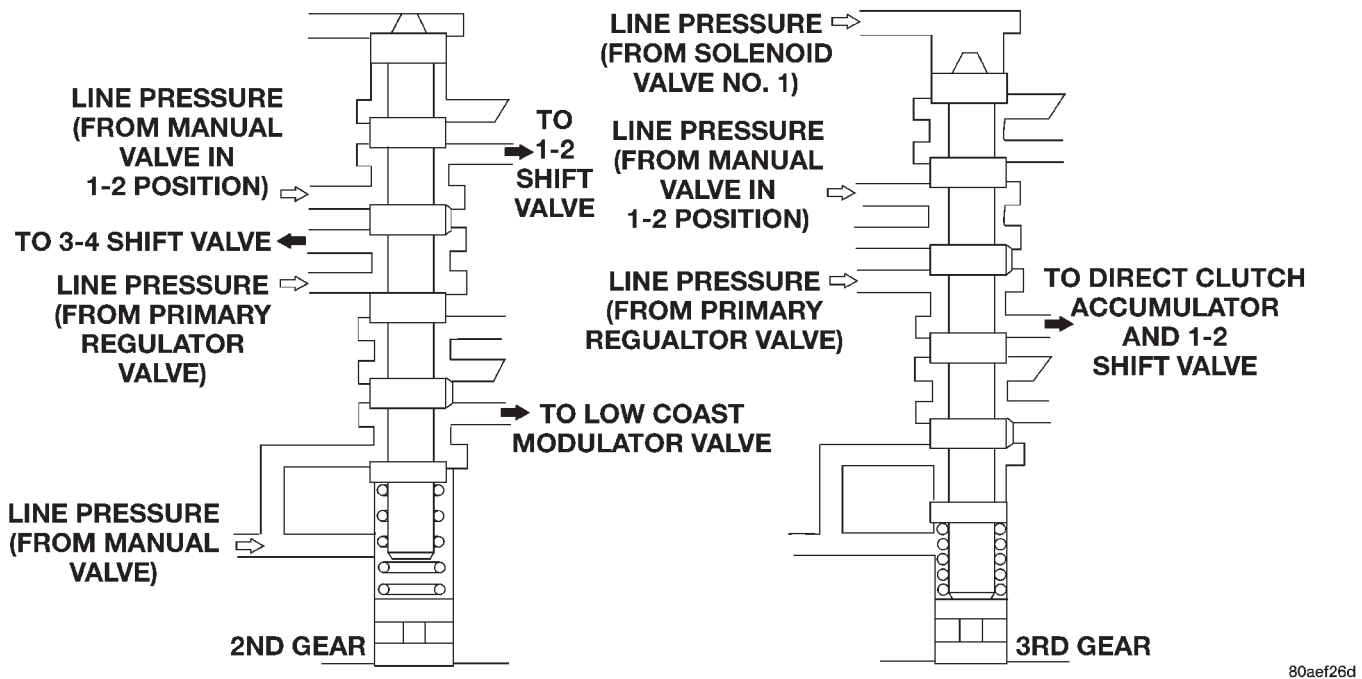 LINE PRESSURE
(FROM MANUAL
VALVE IN
1-2 POSITION)
TO
1-2
SHIFT
VALVE
TO 3-4 SHIFT VALVE
LINE PRESSURE
(FROM PRIMARY
REGULATOR
VALVE)
TO LOW COAST
MODULATOR VALVE
LINE PRESSURE
(FROM MANUAL
VALVE)
2ND GEAR
LINE PRESSURE
(FROM SOLENOID
VALVE NO. 1)
LINE PRESSURE
(FROM MANUAL
VALVE IN
1-2 POSITION)
LINE PRESSURE
(FROM PRIMARY
REGUALTOR VALVE)
TO DIRECT CLUTCH
ACCUMULATOR
AND 1-2
SHIFT VALVE
3RD GEAR
80aef26d